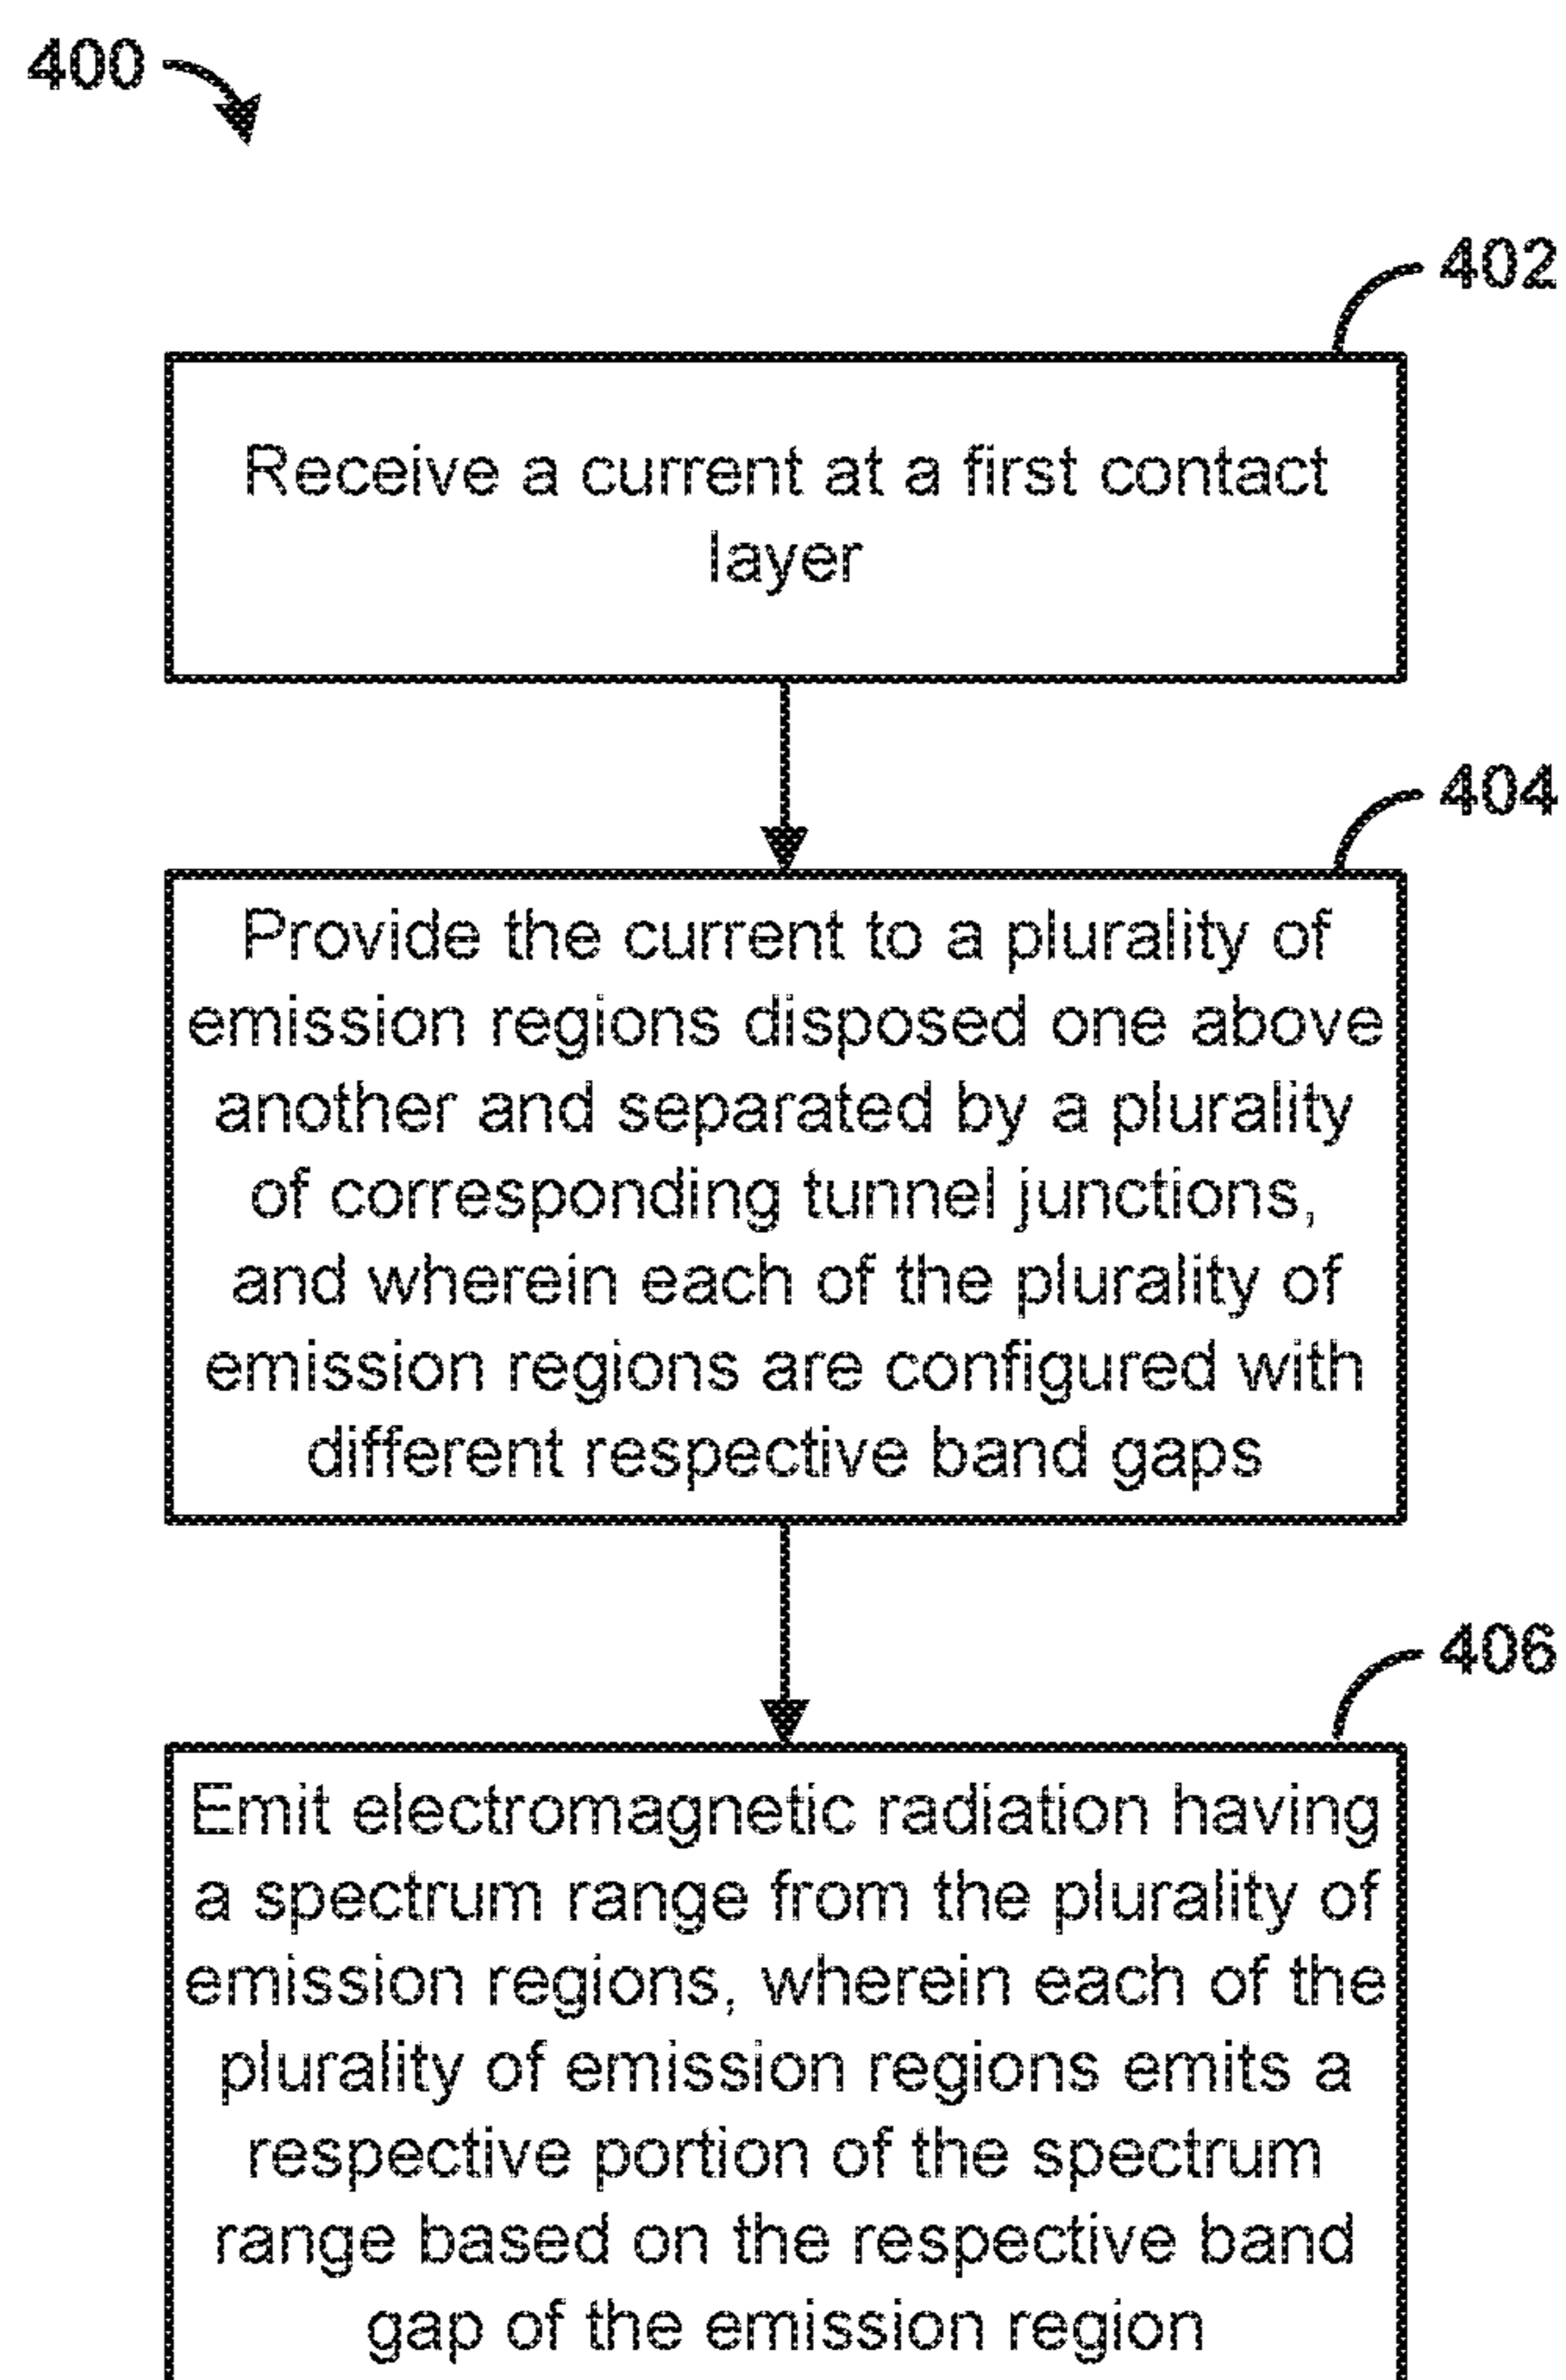 400
402
Receive a current at a first contact
layer
404
Provide the current to a plurality of
emission regions disposed one above
another and separated by a plurality
of corresponding tunnel junctions,
and wherein each of the plurality of
emission regions are configured with
different respective band gaps
406
Emit electromagnetic radiation having
a spectrum range from the plurality of
emission regions, wherein each of the
plurality of emission regions emits a
respective portion of the spectrum
range based on the respective band
gap of the emission region